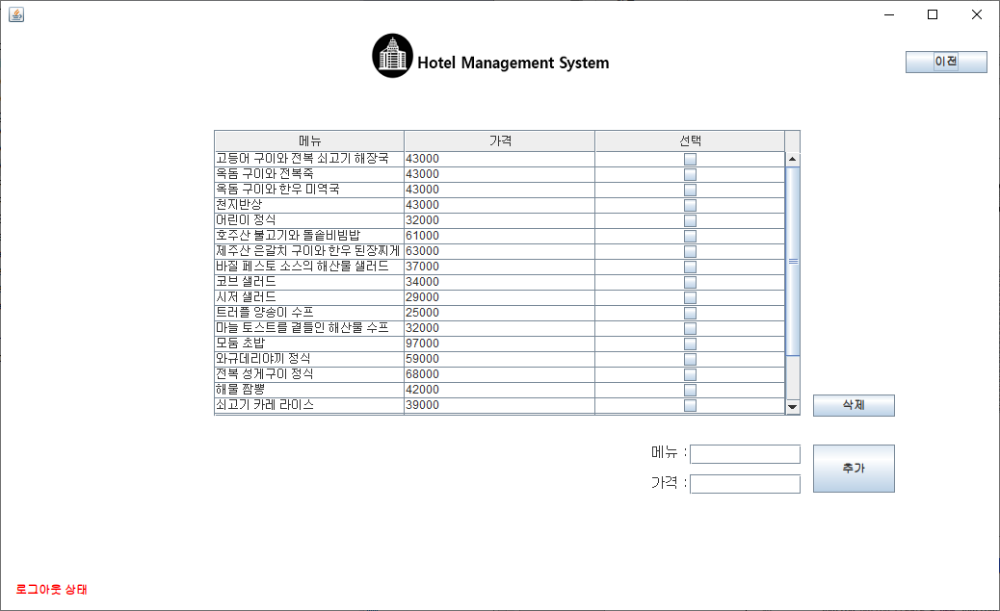 Hotel Management System
이전
메뉴 가격 선택
고등어 구이와 전복 쇠고기 해장국 43000
옥돔 구이와 전복죽 43000
옥돔 구이와 한우 미역국 43000
천지반상 43000
어린이 정식 32000
호주산 불고기와 돌솥비빔밥 61000
제주산 은갈치 구이와 한우 된장찌게 63000
바질 페스토 소스의 해산물 샐러드 37000
코브 샐러드 34000
시저 샐러드 29000
트러플 양송이 수프 25000
마늘 토스트를 곁들인 해산물 수프 32000
모둠 초밥 97000
와규데리야끼 정식 59000
전복 성게구이 정식 68000
해물 짬뽕 42000
쇠고기 카레 라이스 39000
삭제
메뉴 :
추가
가격 :
로그아웃 상태